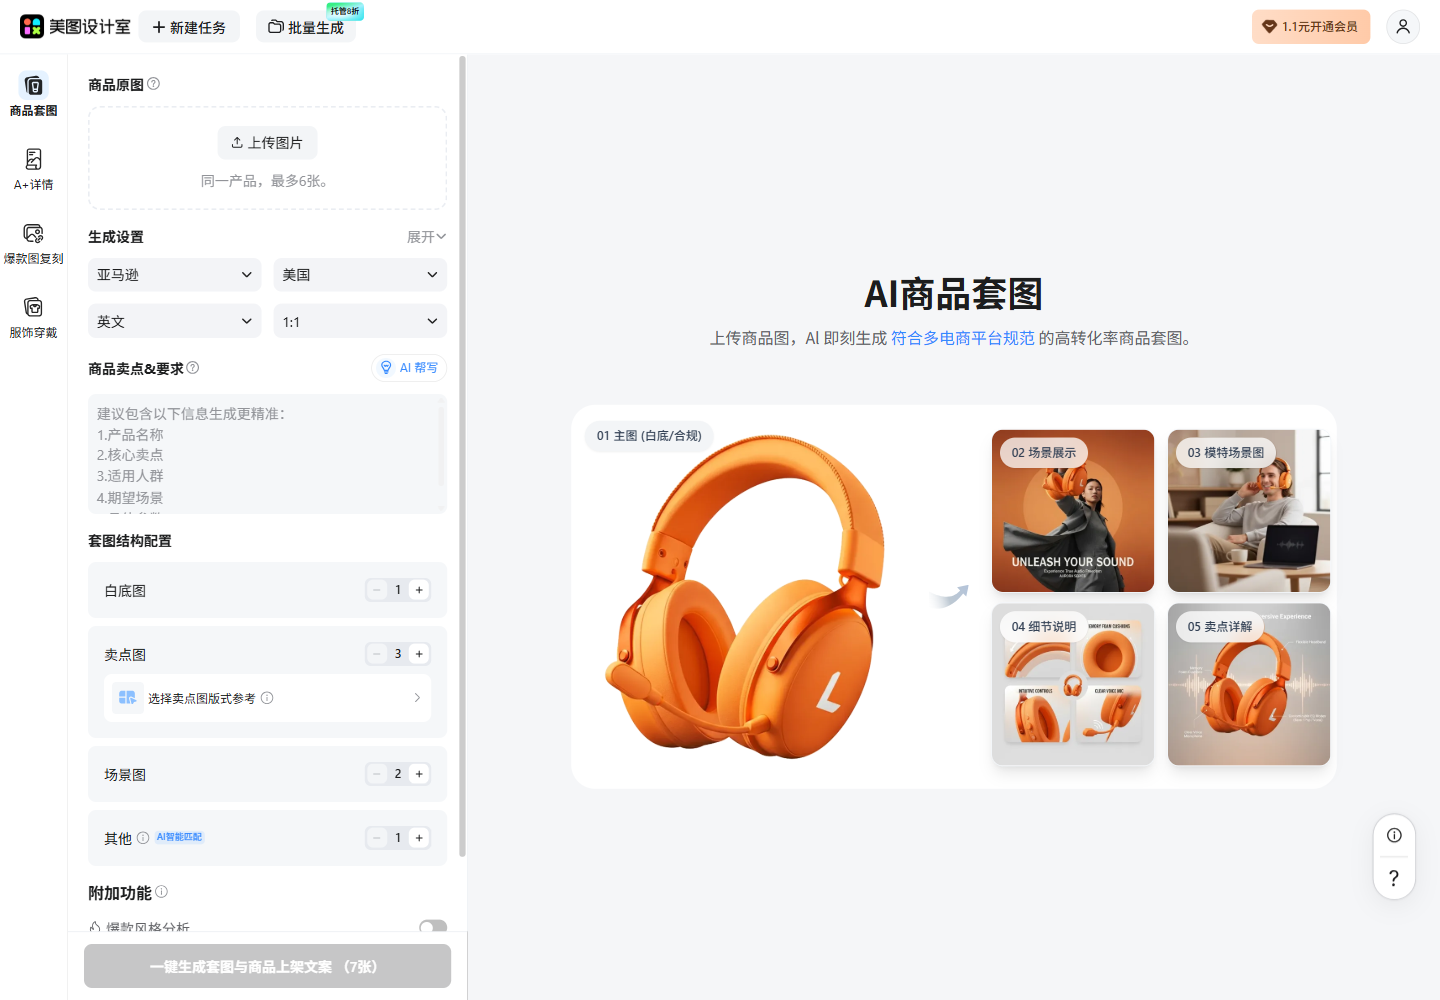 美图设计室
新建任务
批量生成
托管8折
1.1元开通会员
商品套图
A+详情
爆款图复刻
服饰穿戴
商品原图
上传图片
同一产品，最多6张。
生成设置
展开
亚马逊
美国
英文
1:1
商品卖点&要求
AI 帮写
建议包含以下信息生成更精准：
1.产品名称
2.核心卖点
3.适用人群
4.期望场景
套图结构配置
白底图
1
卖点图
3
选择卖点图版式参考
场景图
2
其他
AI智能匹配
1
附加功能
爆款风格分析
一键生成套图与商品上架文案 （7张）
AI商品套图
上传商品图，AI 即刻生成 符合多电商平台规范 的高转化率商品套图。
01 主图 (白底/合规)
02 场景展示
UNLEASH YOUR SOUND
03 模特场景图
04 细节说明
05 卖点详解